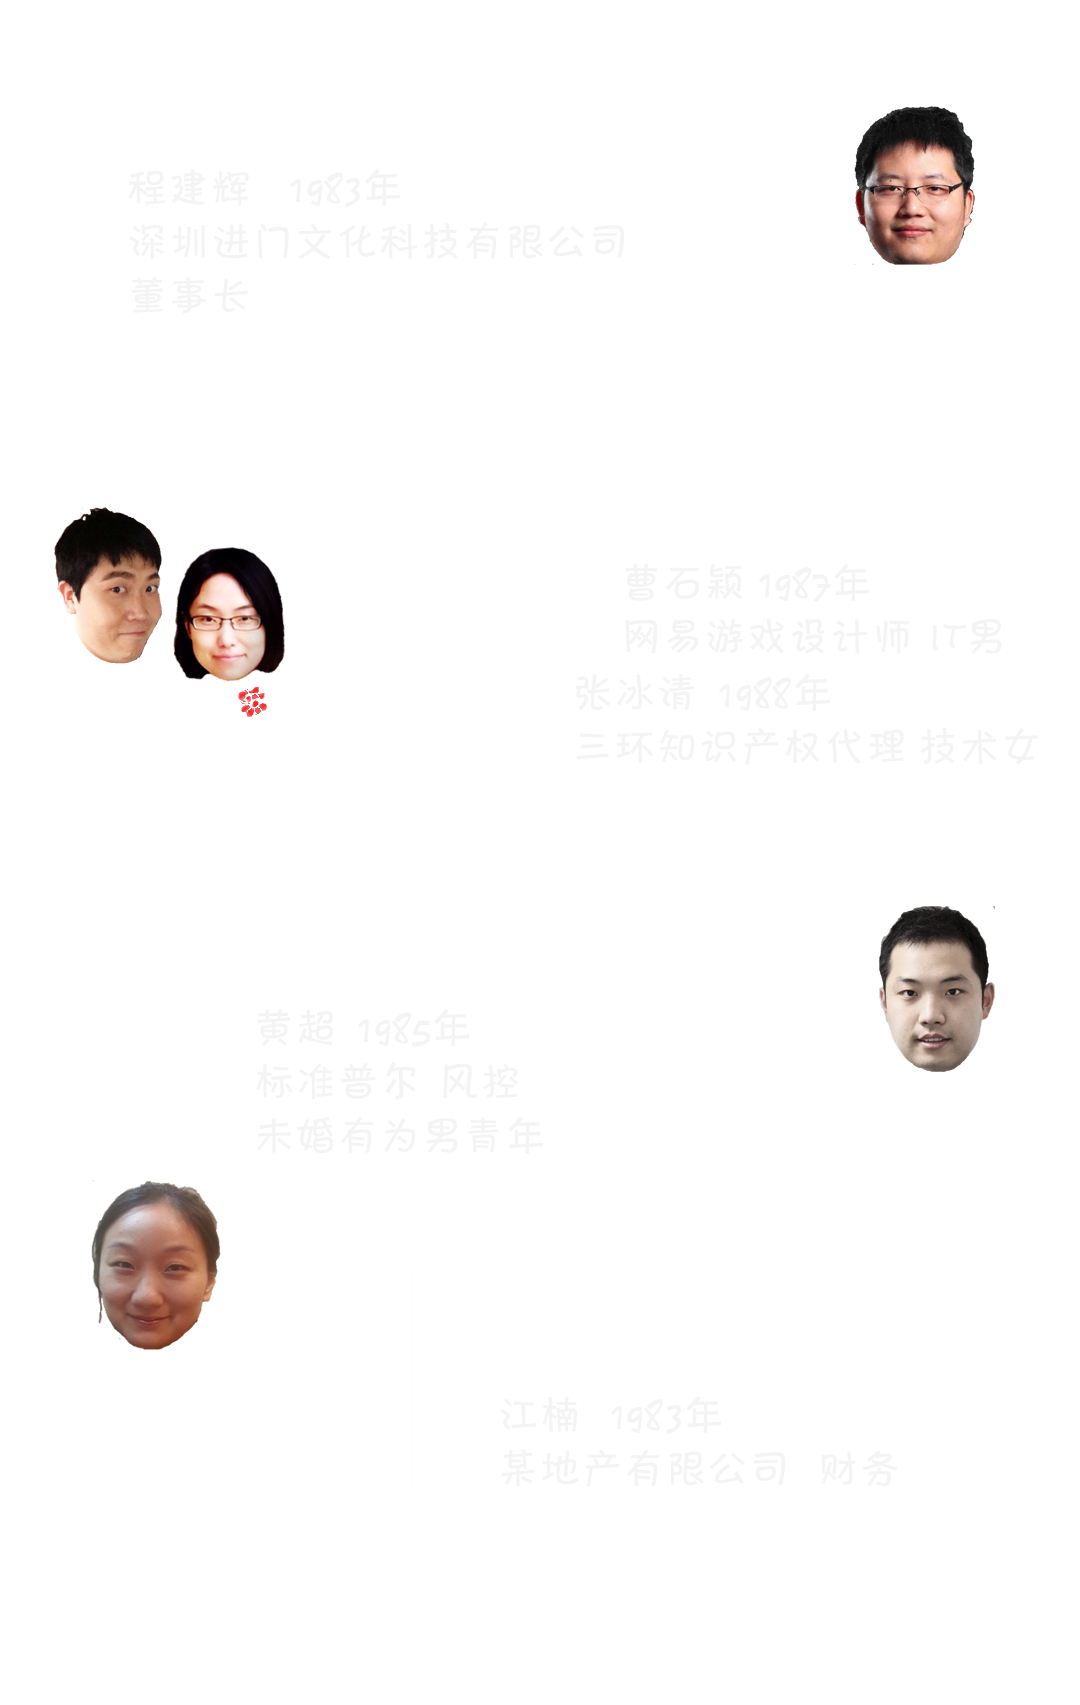 程建辉 1983年
深圳进门文化科技有限公司
董事长
曹石颖 1987年
网易游戏设计师 IT男
张冰清 1988年
三环知识产权代理 技术女
黄超 1985年
标准普尔 风控
未婚有为男青年
江楠 1983年
某地产有限公司 财务